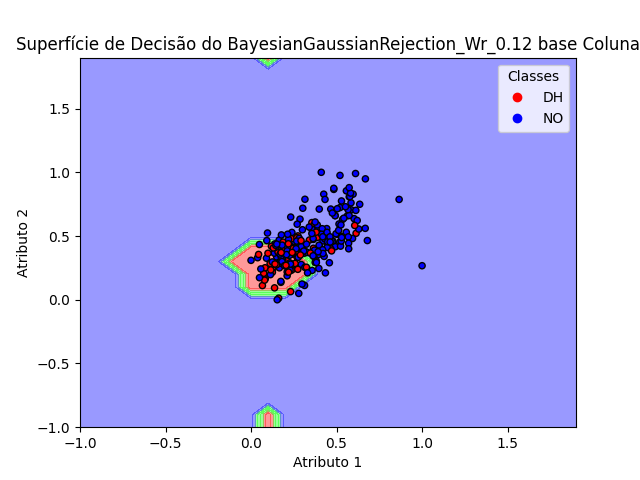 Superfície de Decisão do BayesianGaussianRejection_Wr_0.12 base Coluna
Classes
DH
NO
Atributo 2
1.5
1.0
0.5
0.0
−0.5
−1.0
−1.0 −0.5 0.0 0.5 1.0 1.5
Atributo 1